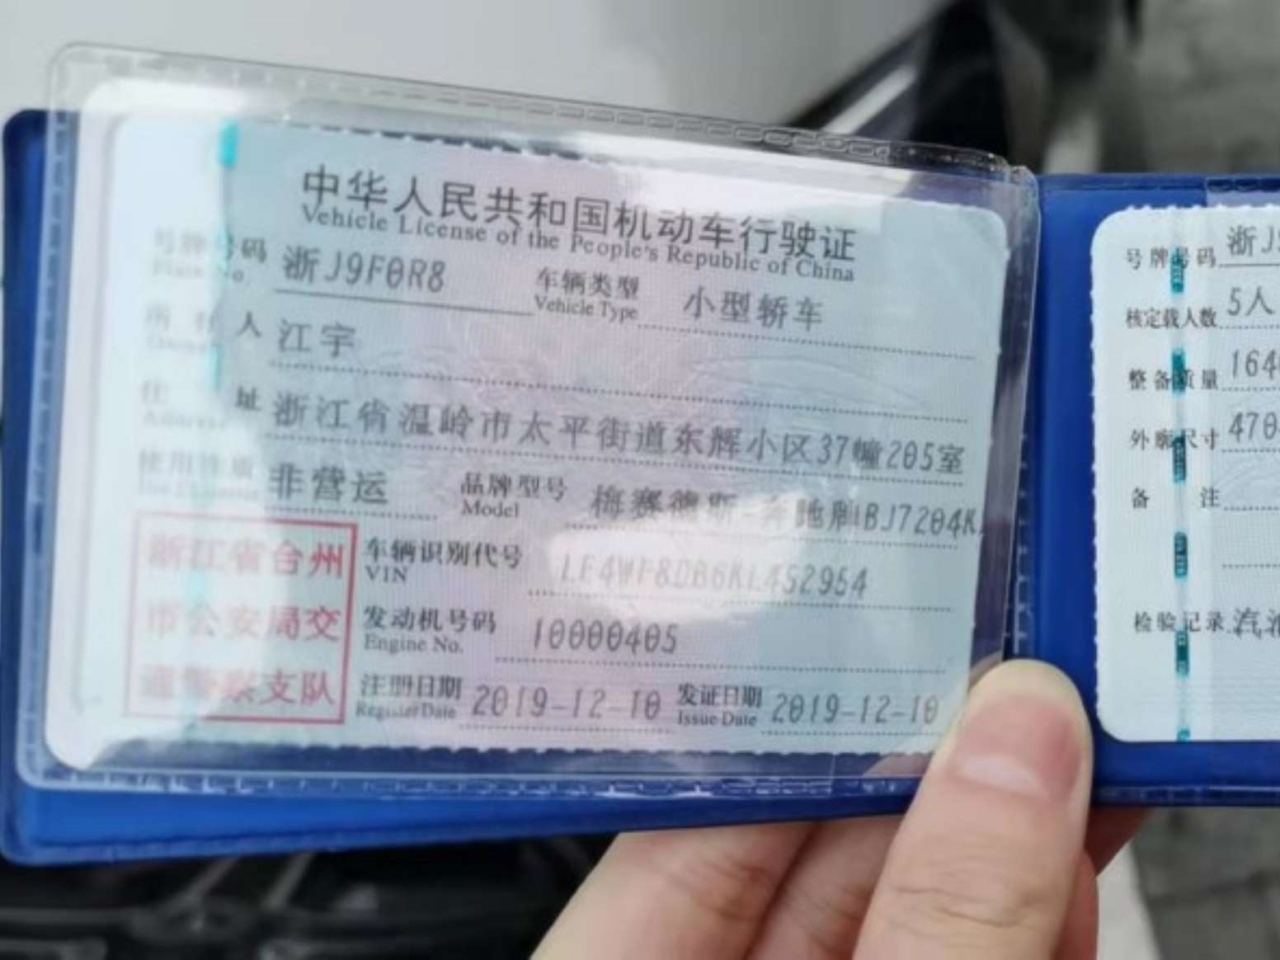 中华人民共和国机动车行驶证
Vehicle License of the People's Republic of China
号牌号码 浙J9F0R8 车辆类型 小型轿车
Plate No. Vehicle Type
所有人 江宇
住址 浙江省温岭市太平街道东辉小区37幢205室
Address
使用性质 非营运 品牌型号 梅赛德斯-奔驰牌BJ7204K
Model
浙江省台州
市公安局交
通警察支队
车辆识别代号 LE4WF8DB6KL452954
VIN
发动机号码 10000405
Engine No.
注册日期 2019-12-10 发证日期 2019-12-10
Register Date Issue Date
号牌号码 浙J
核定载人数 5人
整备质量 164
外廓尺寸 470
备注
检验记录 汽油